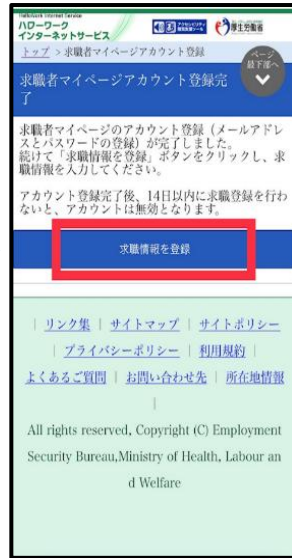 HelloWork Internet Service
ハローワーク
インターネットサービス
厚生労働省
トップ > 求職者マイページアカウント登録
ページ
最下部へ
求職者マイページアカウント登録完
了
求職者マイページのアカウント登録(メールアドレ
スとパスワードの登録)が完了しました。
続けて「求職情報を登録」ボタンをクリックし、求
職情報を入力してください。
アカウント登録完了後、14日以内に求職登録を行わ
ないと、アカウントは無効となります。
求職情報を登録
| リンク集 | サイトマップ | サイトポリシー
| プライバシーポリシー | 利用規約 |
よくあるご質問 | お問い合わせ先 | 所在地情報
|
All rights reserved, Copyright (C) Employment
Security Bureau,Ministry of Health, Labour an
d Welfare